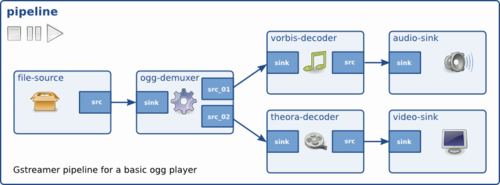 pipeline
vorbis-decoder
audio-sink
sink
src
sink
file-source
ogg-demuxer
src
sink
src_01
src_02
theora-decoder
video-sink
sink
src
sink
Gstreamer pipeline for a basic ogg player